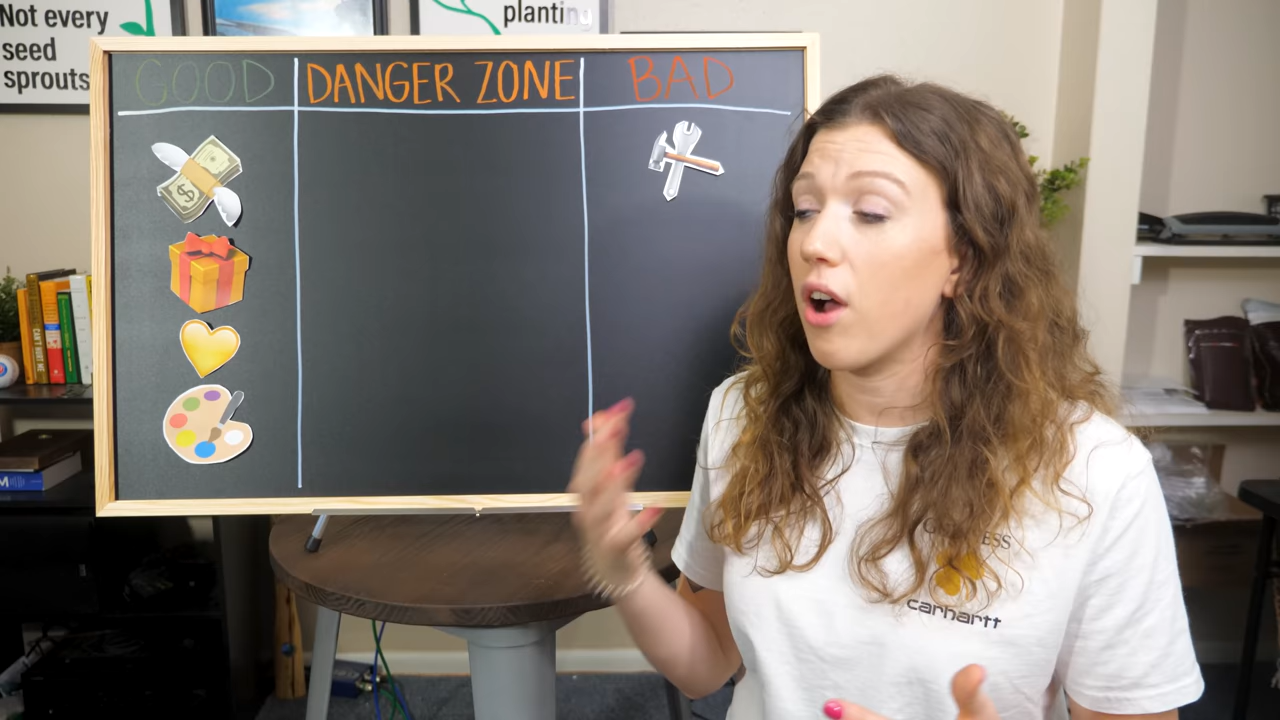 Not every
seed
sprouts
planting
GOOD
DANGER ZONE
BAD
carhartt